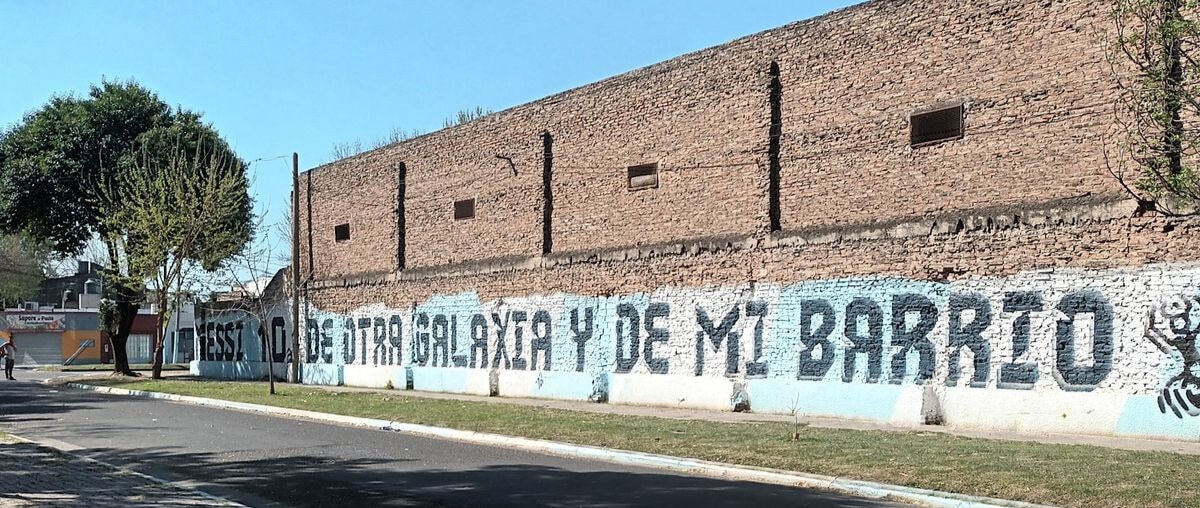 MESSI 10. DE OTRA GALAXIA Y DE MI BARRIO